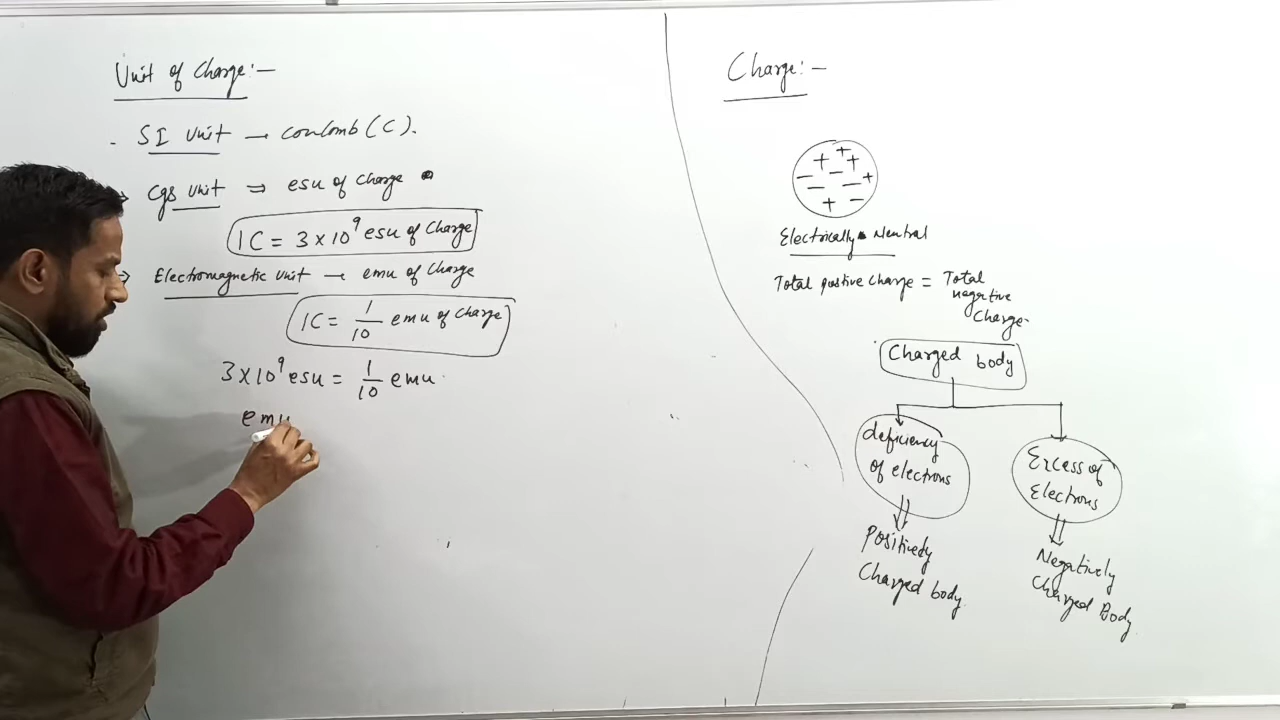 Unit of Charge:-
- SI Unit → Coulomb (C).
→ Cgs Unit ⇒ esu of Charge
1C = 3 × 10⁹ esu of Charge
→ Electromagnetic Unit → emu of Charge
1C = 1/10 emu of Charge
3 × 10⁹ esu = 1/10 emu
emu
Charge:-
+ + + - - + - - + -
Electrically Neutral
Total positive Charge = Total negative Charge
Charged body
deficiency of electrons
Excess of Electrons
Positively Charged body
Negatively Charged Body